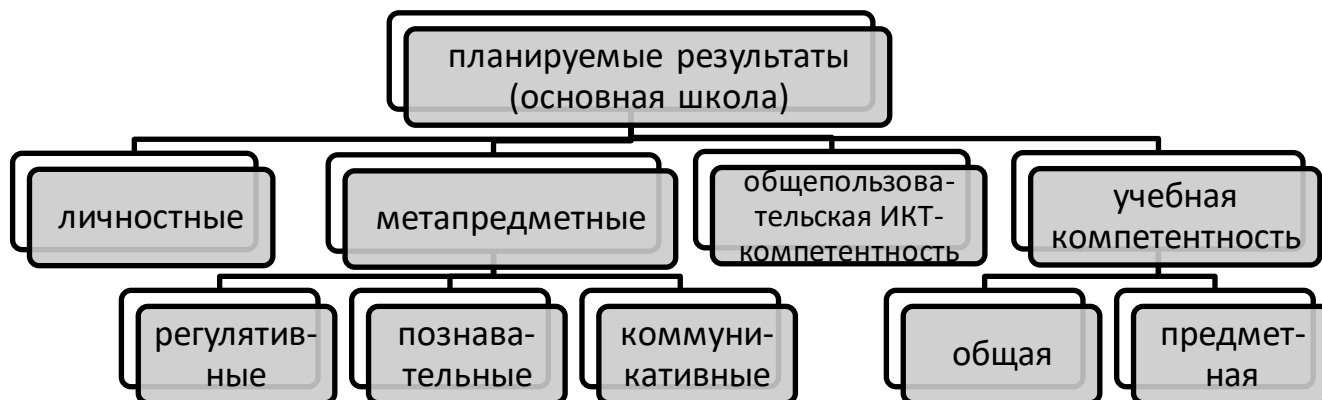 планируемые результаты
(основная школа)
личностные
метапредметные
общепользова-
тельская ИКТ-
компетентность
учебная
компетентность
регулятив-
ные
познава-
тельные
коммуни-
кативные
общая
предмет-
ная